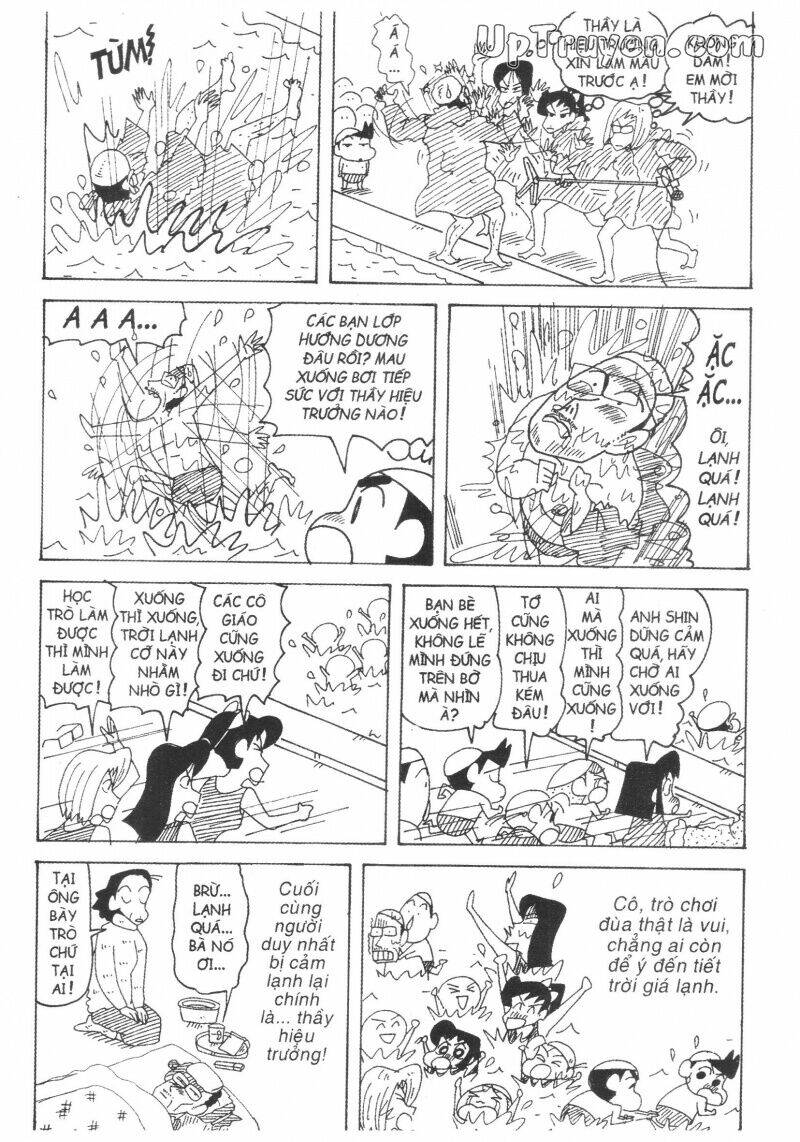 TÙM!
Á
Á
...
THẦY LÀ
HIỆU TRƯỞNG
XIN LÀM MẪU
TRƯỚC Ạ!
KHÔNG
DÁM!
EM MỜI
THẦY!
UpTruyen.com
A A A...
CÁC BẠN LỚP
HƯỚNG DƯƠNG
ĐÂU RỒI? MAU
XUỐNG BƠI TIẾP
SỨC VỚI THẦY HIỆU
TRƯỞNG NÀO!
ẶC
ẶC...
ÔI,
LẠNH
QUÁ!
LẠNH
QUÁ!
HỌC
TRÒ LÀM
ĐƯỢC
THÌ MÌNH
LÀM
ĐƯỢC!
XUỐNG
THÌ XUỐNG,
TRỜI LẠNH
CỠ NÀY
NHẰM
NHÒ GÌ!
CÁC CÔ
GIÁO
CŨNG
XUỐNG
ĐI CHỨ!
BẠN BÈ
XUỐNG HẾT,
KHÔNG LẼ
MÌNH ĐỨNG
TRÊN BỜ
MÀ NHÌN
À?
TỚ
CŨNG
KHÔNG
CHỊU
THUA
KÉM
ĐÂU!
AI
MÀ
XUỐNG
THÌ
MÌNH
CŨNG
XUỐNG
!
ANH SHIN
DŨNG CẢM
QUÁ, HÃY
CHỜ AI
XUỐNG
VỚI!
TẠI
ÔNG
BÀY
TRÒ
CHỨ
TẠI
AI!
BRỪ...
LẠNH
QUÁ...
BÀ NÓ
ƠI...
Cuối
cùng
người
duy nhất
bị cảm
lạnh lại
chính
là... thầy
hiệu
trưởng!
Cô, trò chơi
đùa thật là vui,
chẳng ai còn
để ý đến tiết
trời giá lạnh.